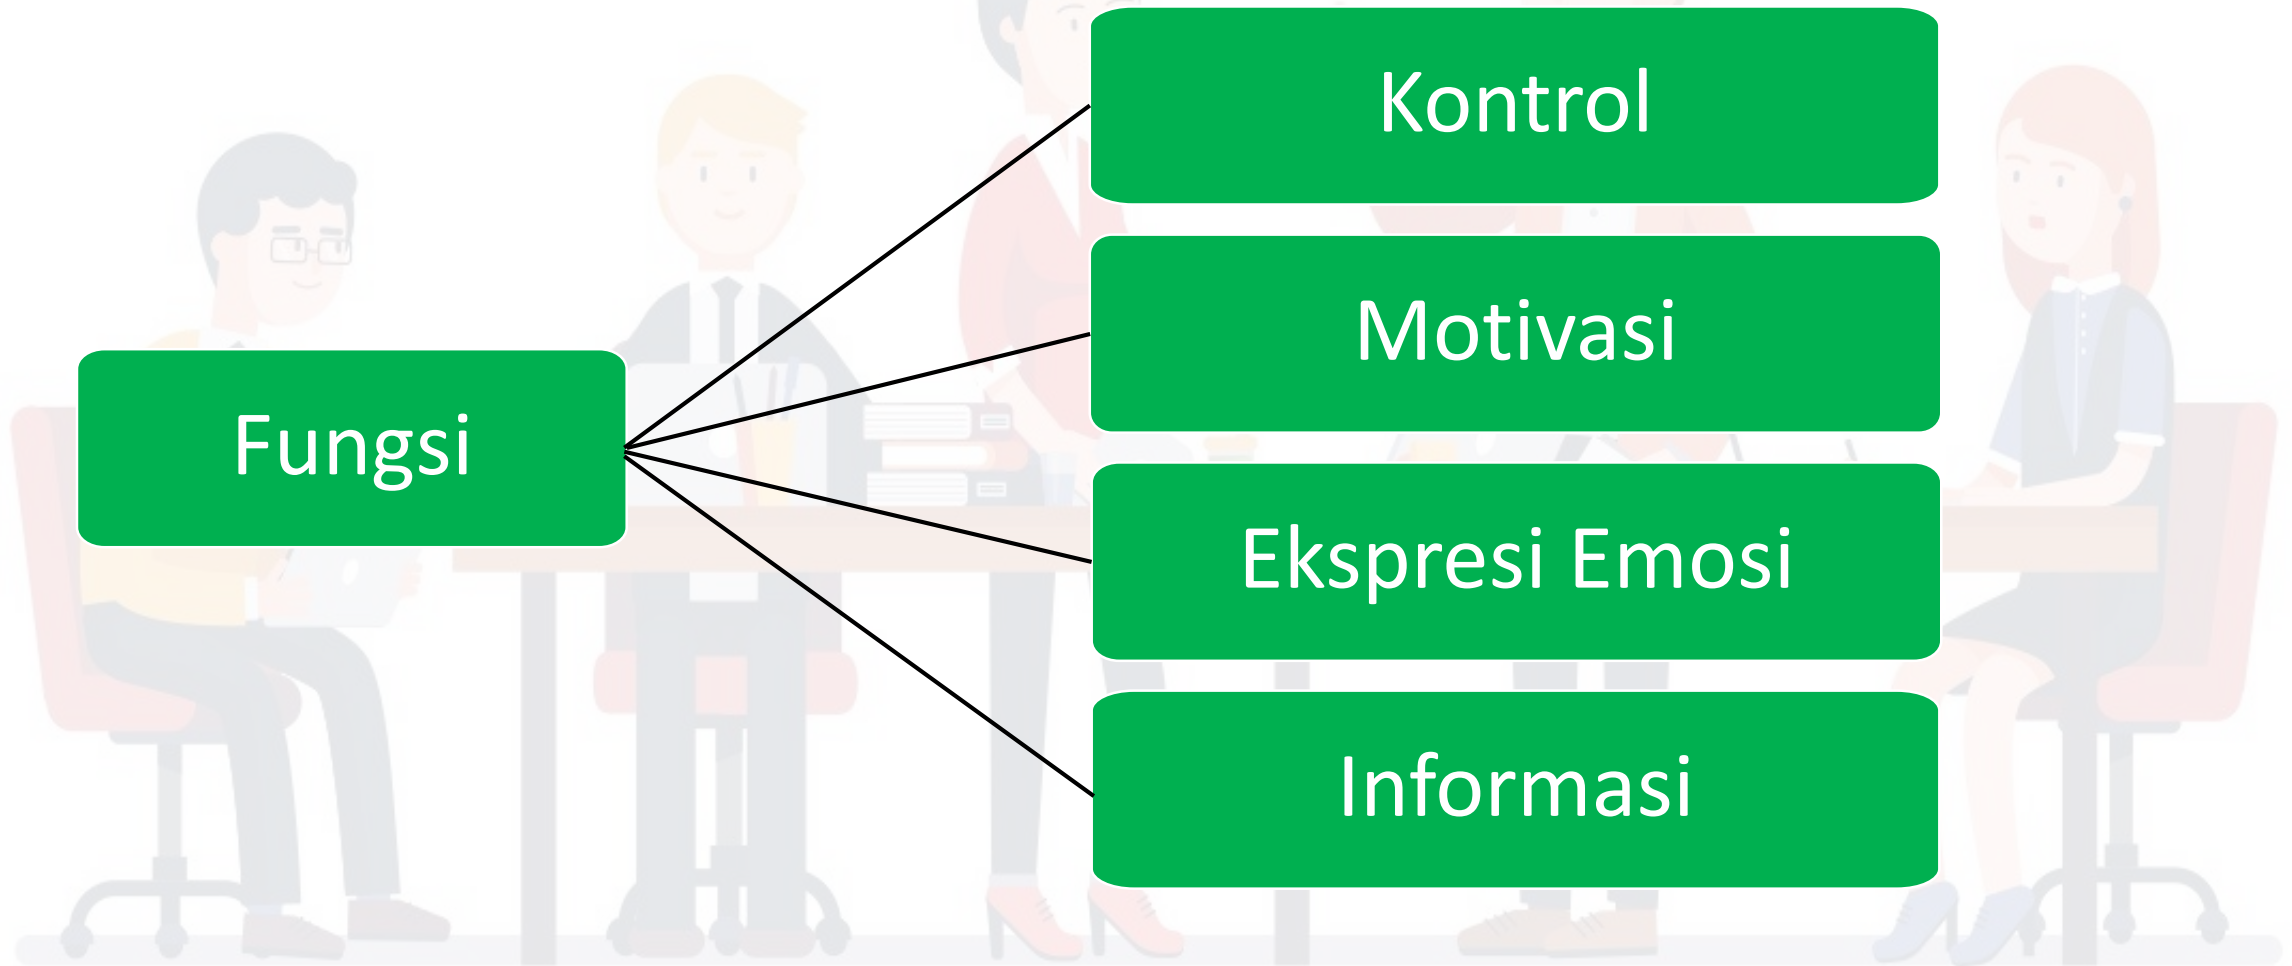 Kontrol
Motivasi
Fungsi
Ekspresi Emosi
Informasi